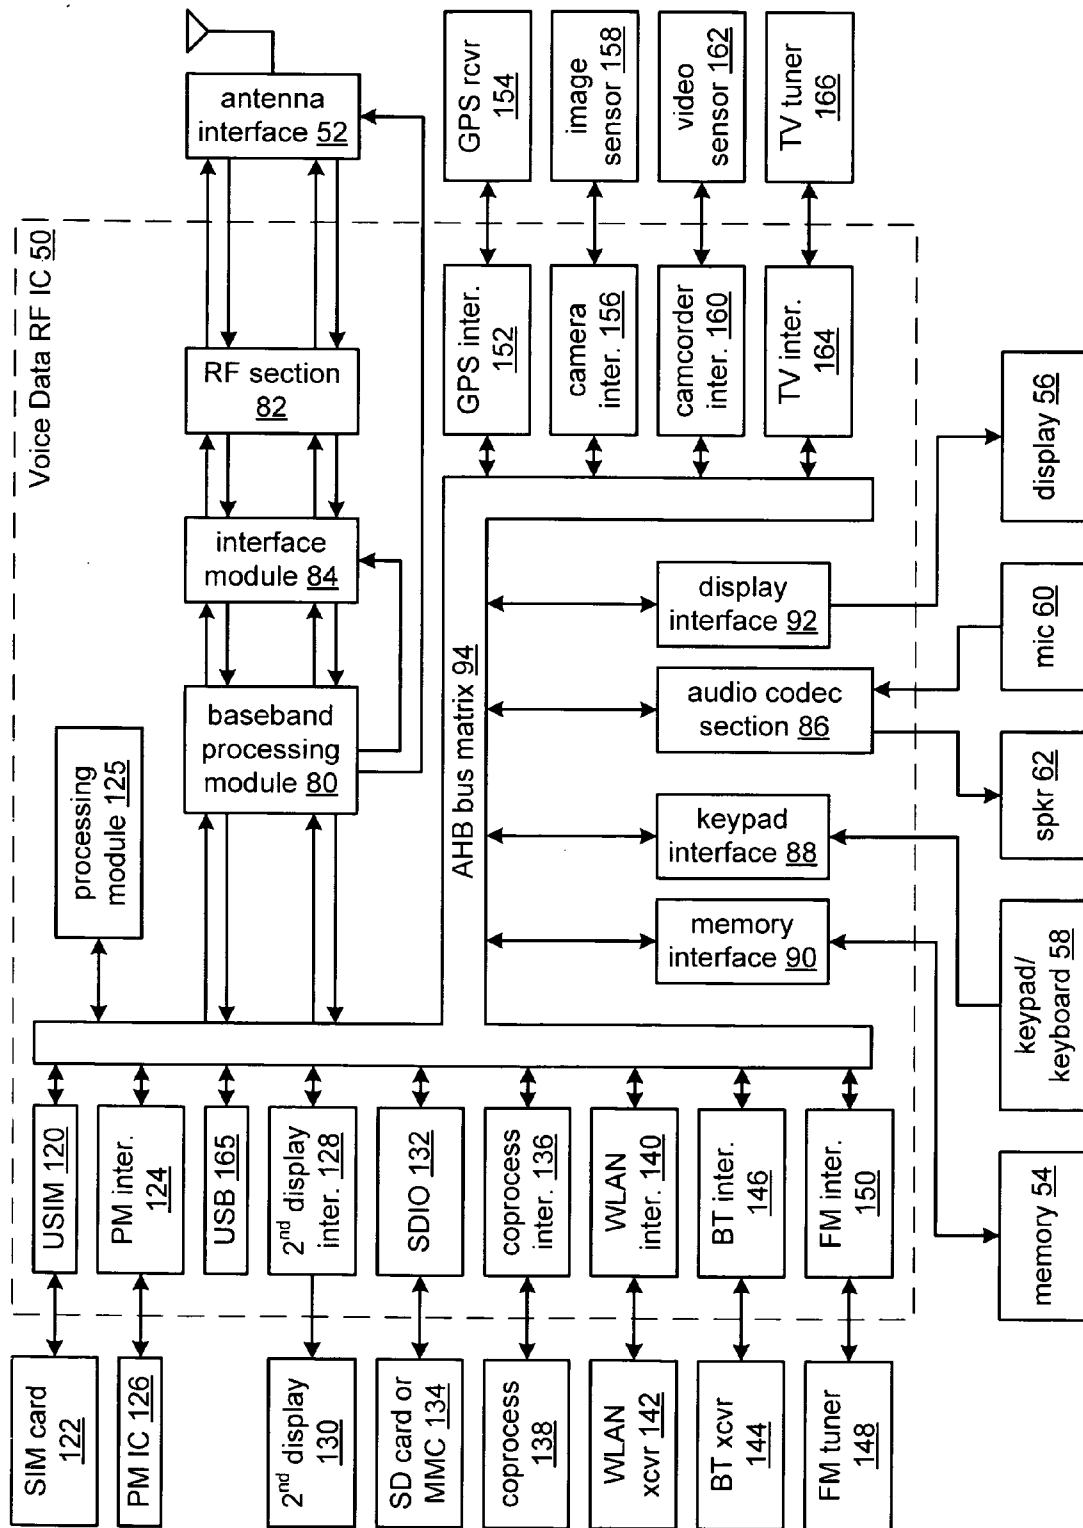 Voice Data RF IC 50
antenna
interface 52
RF section
82
interface
module 84
baseband
processing
module 80
processing
module 125
AHB bus matrix 94
GPS rcvr
154
image
sensor 158
video
sensor 162
TV tuner
166
GPS inter.
152
camera
inter. 156
camcorder
inter. 160
TV inter.
164
display
interface 92
audio codec
section 86
keypad
interface 88
memory
interface 90
display 56
mic 60
spkr 62
keypad/
keyboard 58
memory 54
USIM 120
PM inter.
124
USB 165
2nd display
inter. 128
SDIO 132
coprocess
inter. 136
WLAN
inter. 140
BT inter.
146
FM inter.
150
SIM card
122
PM IC 126
2nd display
130
SD card or
MMC 134
coprocess
138
WLAN
xcvr 142
BT xcvr
144
FM tuner
148